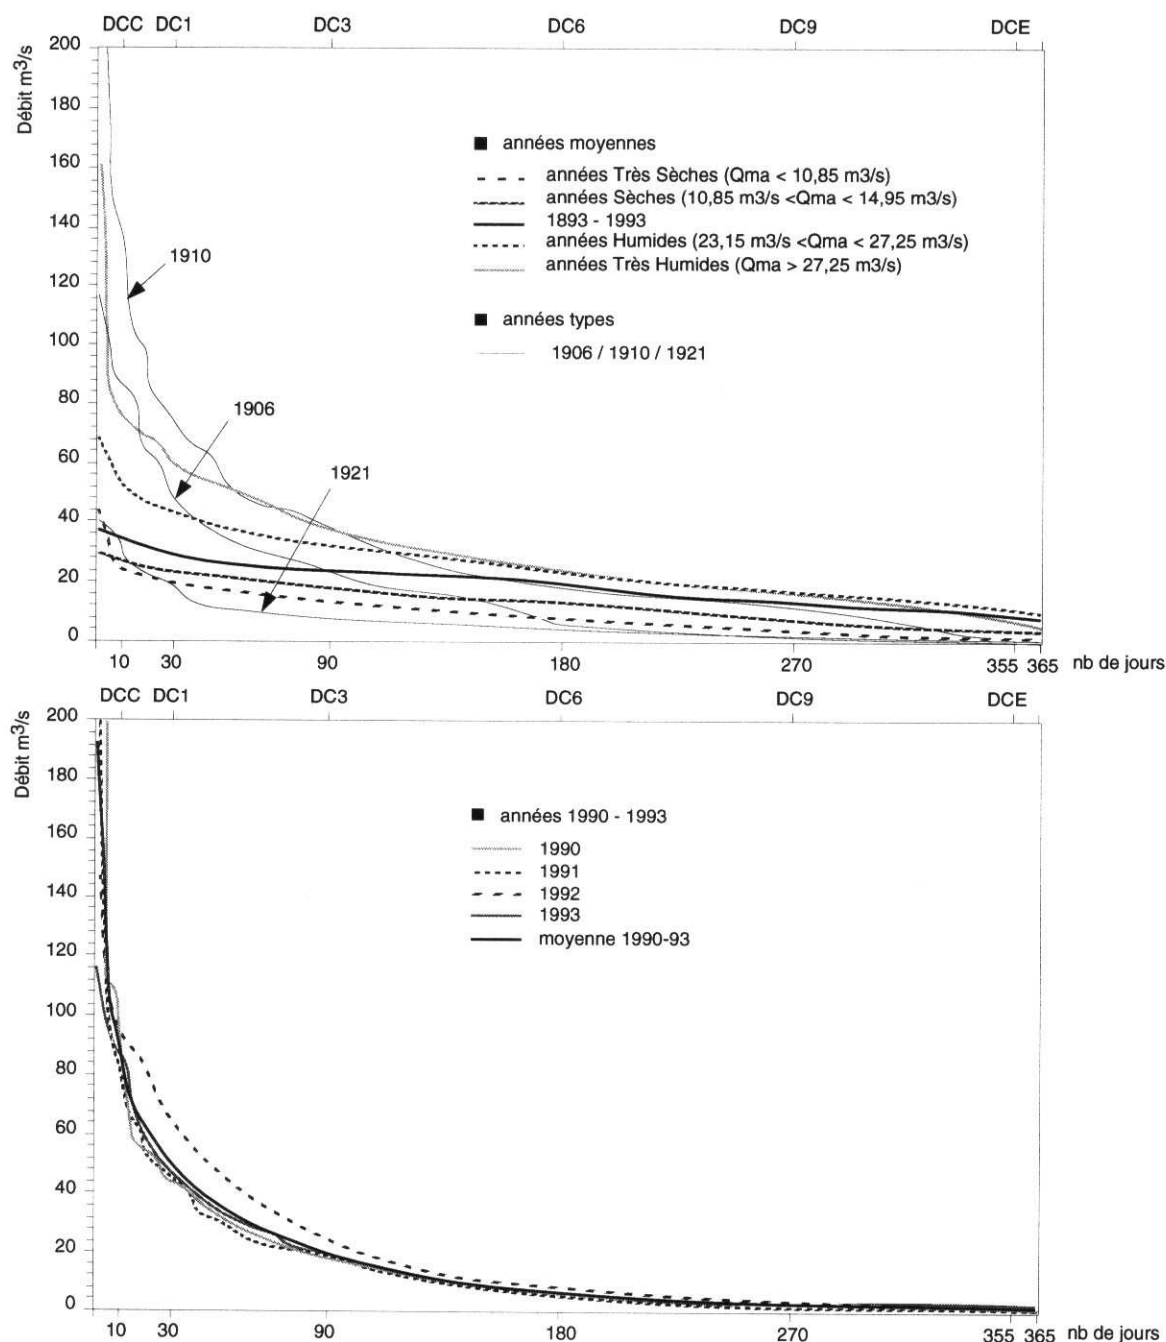 DCC DC1 DC3 DC6 DC9 DCE
Débit m³/s
200
180
160
140
120
100
80
60
40
20
0
1910
1906
1921
■ années moyennes
années Très Sèches (Qma < 10,85 m3/s)
années Sèches (10,85 m3/s <Qma < 14,95 m3/s)
1893 - 1993
années Humides (23,15 m3/s <Qma < 27,25 m3/s)
années Très Humides (Qma > 27,25 m3/s)
■ années types
1906 / 1910 / 1921
10 30 90 180 270 355 365 nb de jours
DCC DC1 DC3 DC6 DC9 DCE
Débit m³/s
200
180
160
140
120
100
80
60
40
20
0
■ années 1990 - 1993
1990
1991
1992
1993
moyenne 1990-93
10 30 90 180 270 355 365 nb de jours